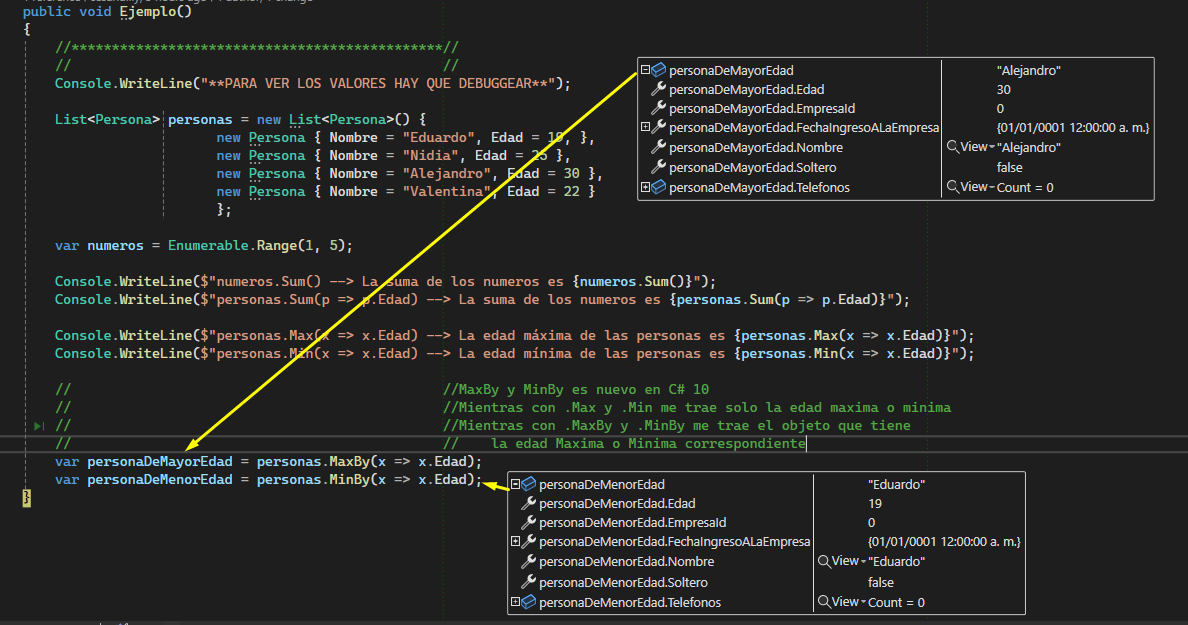 public void Ejemplo()
{
//**********************************************//
// //
Console.WriteLine("**PARA VER LOS VALORES HAY QUE DEBUGGEAR**");
List<Persona> personas = new List<Persona>() {
new Persona { Nombre = "Eduardo", Edad = 19, },
new Persona { Nombre = "Nidia", Edad = 25 },
new Persona { Nombre = "Alejandro", Edad = 30 },
new Persona { Nombre = "Valentina", Edad = 22 }
};
var numeros = Enumerable.Range(1, 5);
Console.WriteLine($"numeros.Sum() --> La suma de los numeros es {numeros.Sum()}");
Console.WriteLine($"personas.Sum(p => p.Edad) --> La suma de los numeros es {personas.Sum(p => p.Edad)}");
Console.WriteLine($"personas.Max(x => x.Edad) --> La edad máxima de las personas es {personas.Max(x => x.Edad)}");
Console.WriteLine($"personas.Min(x => x.Edad) --> La edad mínima de las personas es {personas.Min(x => x.Edad)}");
// //MaxBy y MinBy es nuevo en C# 10
// //Mientras con .Max y .Min me trae solo la edad maxima o minima
// //Mientras con .MaxBy y .MinBy me trae el objeto que tiene
// // la edad Maxima o Minima correspondiente
var personaDeMayorEdad = personas.MaxBy(x => x.Edad);
var personaDeMenorEdad = personas.MinBy(x => x.Edad);
}
personaDeMayorEdad "Alejandro"
personaDeMayorEdad.Edad 30
personaDeMayorEdad.EmpresaId 0
personaDeMayorEdad.FechaIngresoALaEmpresa {01/01/0001 12:00:00 a. m.}
personaDeMayorEdad.Nombre View "Alejandro"
personaDeMayorEdad.Soltero false
personaDeMayorEdad.Telefonos View Count = 0
personaDeMenorEdad "Eduardo"
personaDeMenorEdad.Edad 19
personaDeMenorEdad.EmpresaId 0
personaDeMenorEdad.FechaIngresoALaEmpresa {01/01/0001 12:00:00 a. m.}
personaDeMenorEdad.Nombre View "Eduardo"
personaDeMenorEdad.Soltero false
personaDeMenorEdad.Telefonos View Count = 0